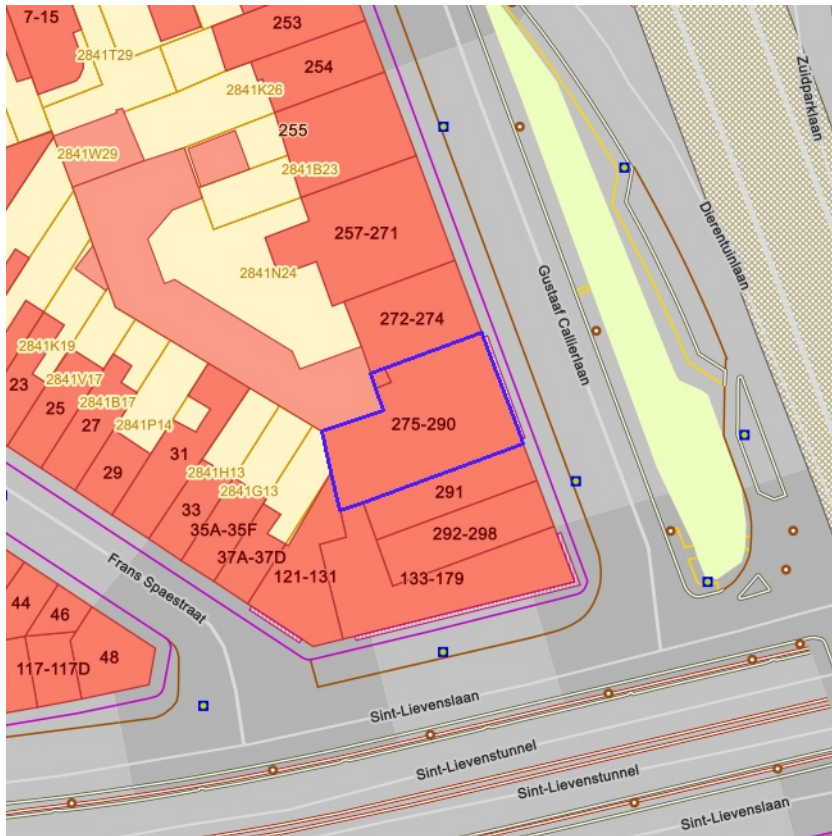 7-15
253
2841T29
254
2841K26
Zuidparklaan
255
2841W29
2841B23
Dierentuinlaan
257-271
2841N24
Gustaaf Callierlaan
272-274
2841K19
23
2841V17
25
2841B17
27
2841P14
275-290
31
29
2841H13
2841G13
291
33
35A-35F
292-298
37A-37D
121-131
133-179
Frans Spaestraat
44
46
48
117-117D
Sint-Lievenslaan
Sint-Lievenstunnel
Sint-Lievenstunnel
Sint-Lievenslaan